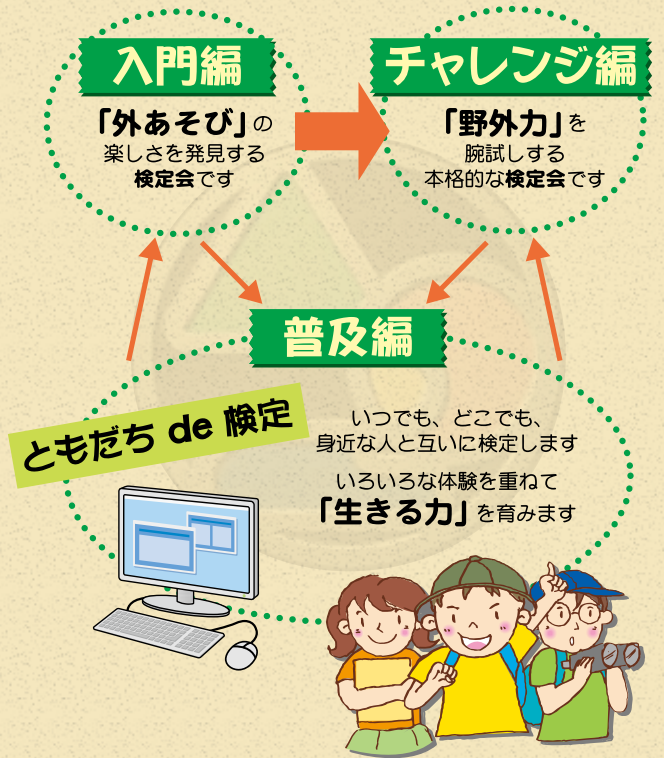 入門編
「外あそび」の
楽しさを発見する
検定会です
チャレンジ編
「野外力」を
腕試しする
本格的な検定会です
普及編
ともだち de 検定
いつでも、どこでも、
身近な人と互いに検定します
いろいろな体験を重ねて
「生きる力」を育みます